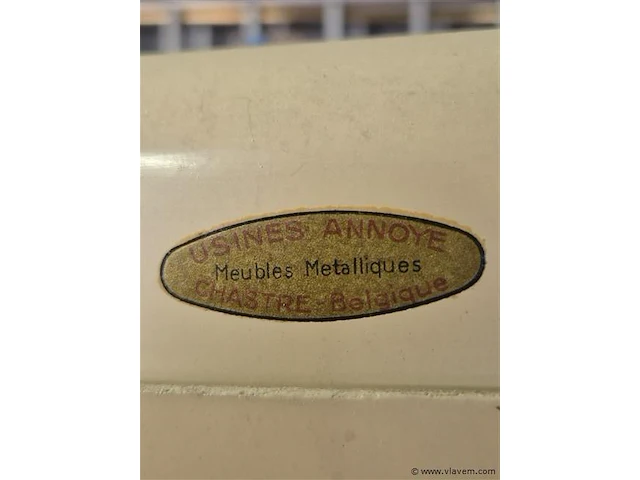 USINES ANNOYE
Meubles Metalliques
CHASTRE - Belgique
© www.vlavem.com